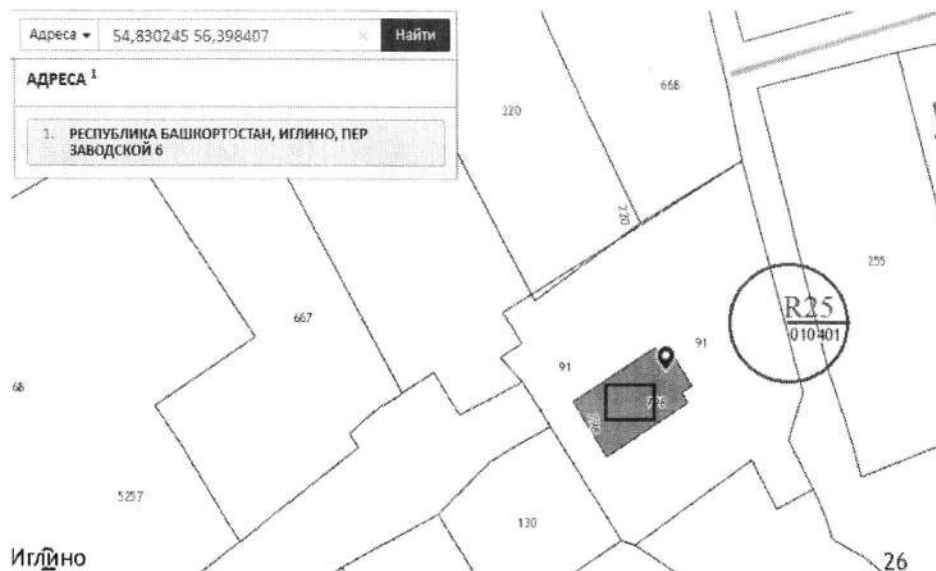 Адреса 54,830245 56,398407 × Найти
АДРЕСА 1
1. РЕСПУБЛИКА БАШКОРТОСТАН, ИГЛИНО, ПЕР
ЗАВОДСКОЙ 6
220
668
220
255
R25
010401
667
91
91
68
5257
130
Иглино
26